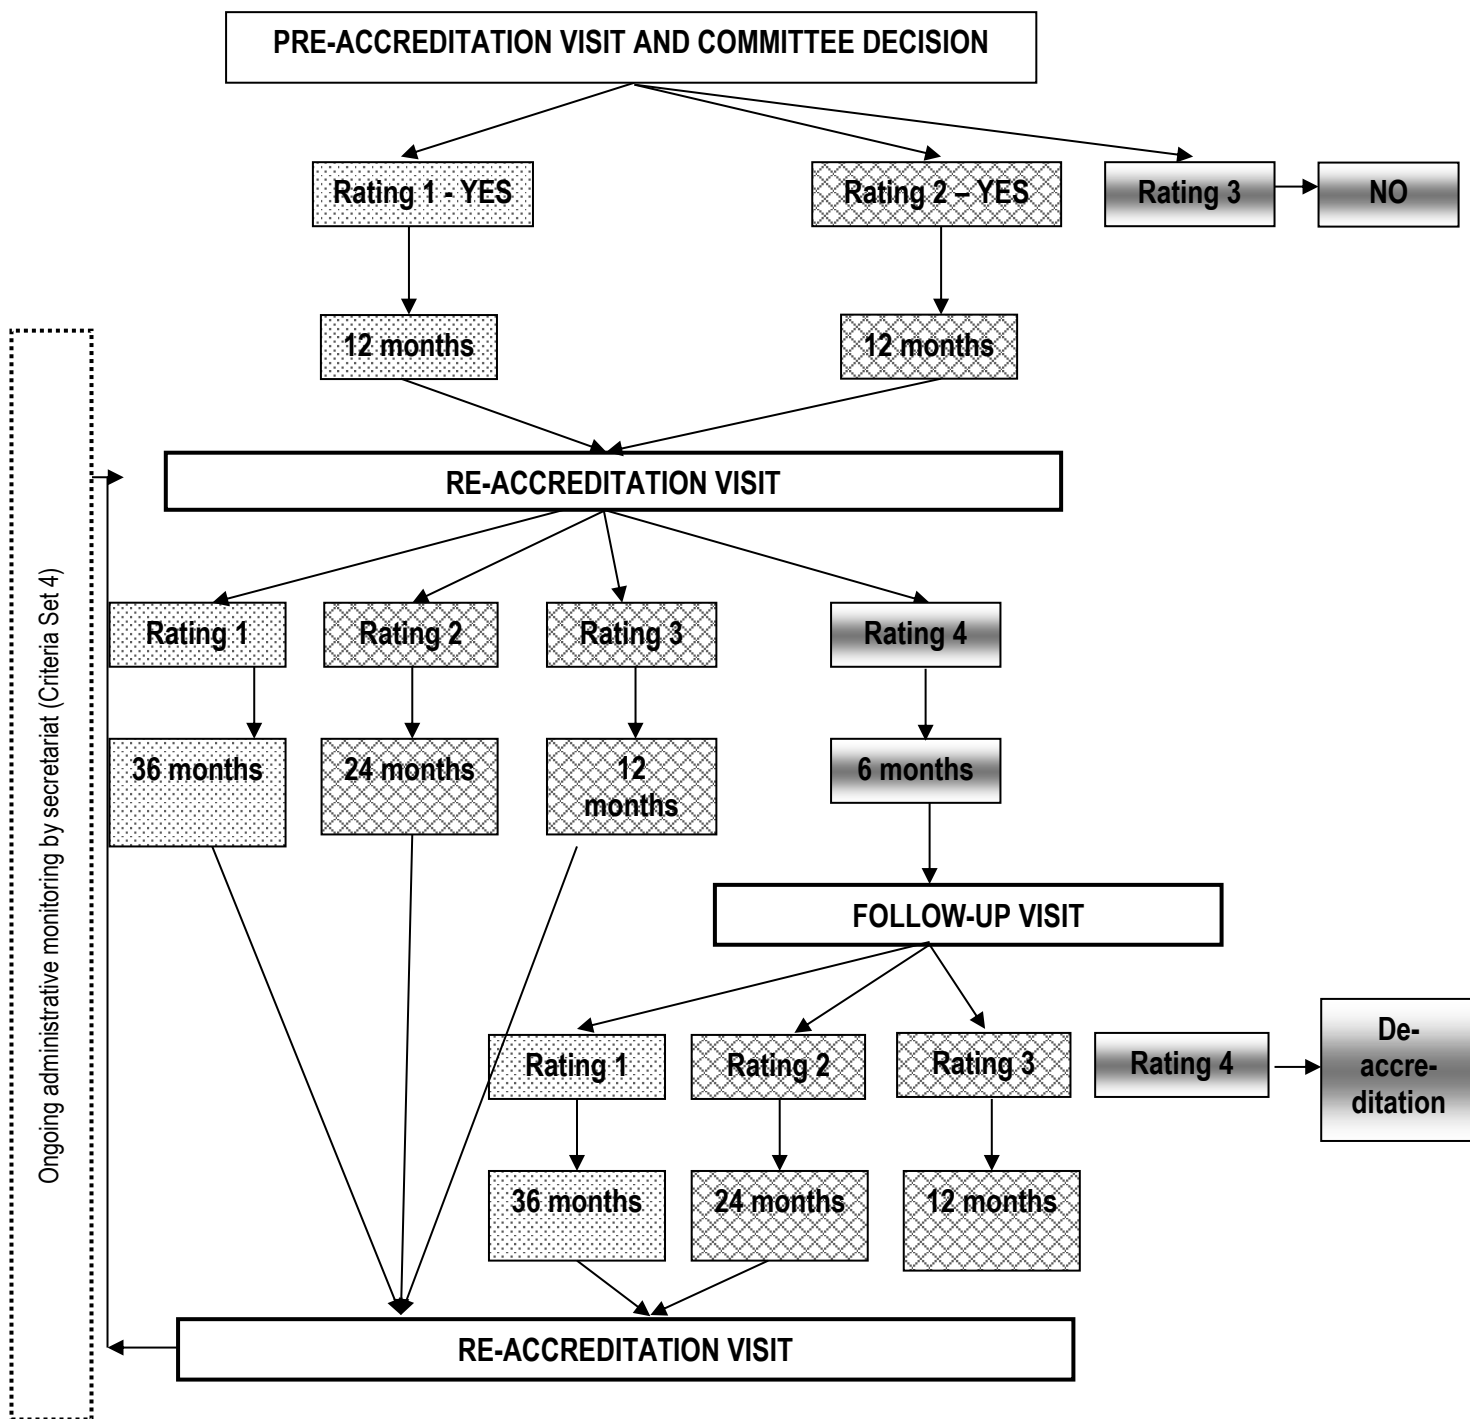 PRE-ACCREDITATION VISIT AND COMMITTEE DECISION
Rating 1 - YES
Rating 2 – YES
Rating 3
NO
12 months
12 months
Ongoing administrative monitoring by secretariat (Criteria Set 4)
RE-ACCREDITATION VISIT
Rating 1
Rating 2
Rating 3
Rating 4
36 months
24 months
12
months
6 months
FOLLOW-UP VISIT
Rating 1
Rating 2
Rating 3
Rating 4
De-
accre-
ditation
36 months
24 months
12 months
RE-ACCREDITATION VISIT